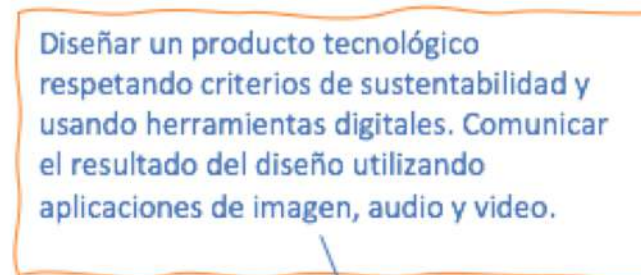 Diseñar un producto tecnológico
respetando criterios de sustentabilidad y
usando herramientas digitales. Comunicar
el resultado del diseño utilizando
aplicaciones de imagen, audio y video.